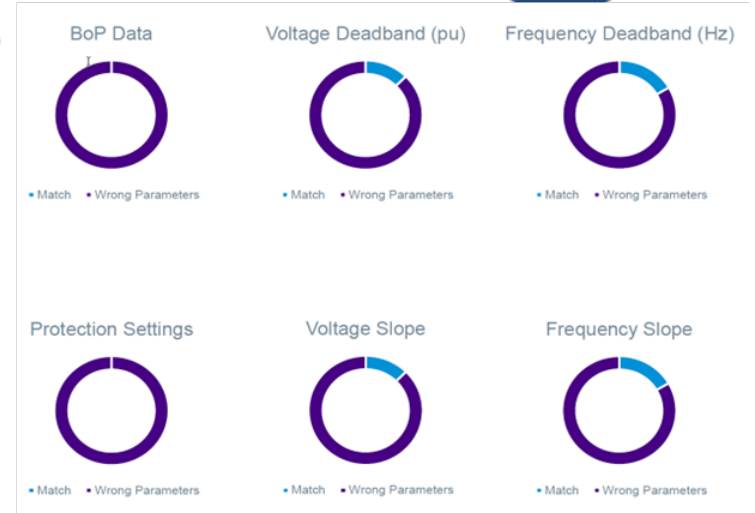 BoP Data
Voltage Deadband (pu)
Frequency Deadband (Hz)
Match Wrong Parameters
Match Wrong Parameters
Match Wrong Parameters
Protection Settings
Voltage Slope
Frequency Slope
Match Wrong Parameters
Match Wrong Parameters
Match Wrong Parameters